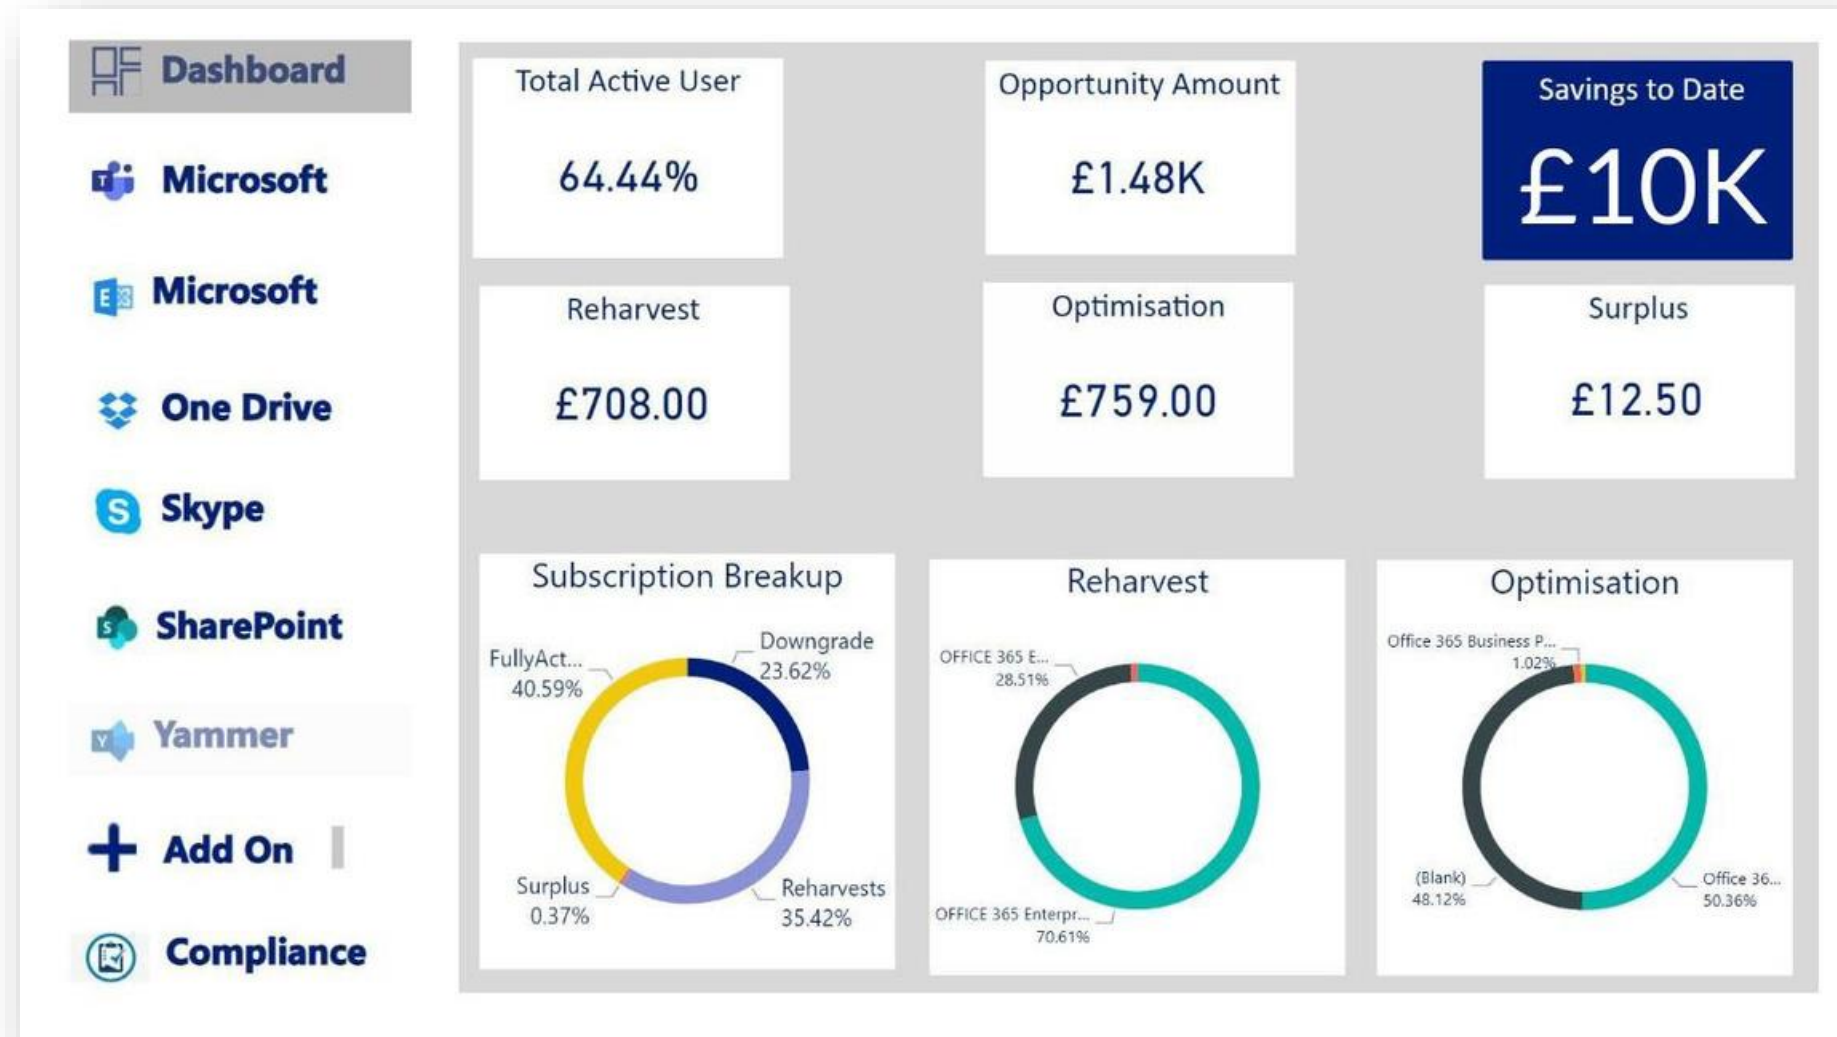 Dashboard
Microsoft
Microsoft
One Drive
Skype
SharePoint
Yammer
Add On
Compliance
Total Active User
64.44%
Opportunity Amount
£1.48K
Savings to Date
£10K
Reharvest
£708.00
Optimisation
£759.00
Surplus
£12.50
Subscription Breakup
FullyAct...
40.59%
Downgrade
23.62%
Surplus
0.37%
Reharvests
35.42%
Reharvest
OFFICE 365 E...
28.51%
OFFICE 365 Enterpr...
70.61%
Optimisation
Office 365 Business P...
1.02%
(Blank)
48.12%
Office 36...
50.36%